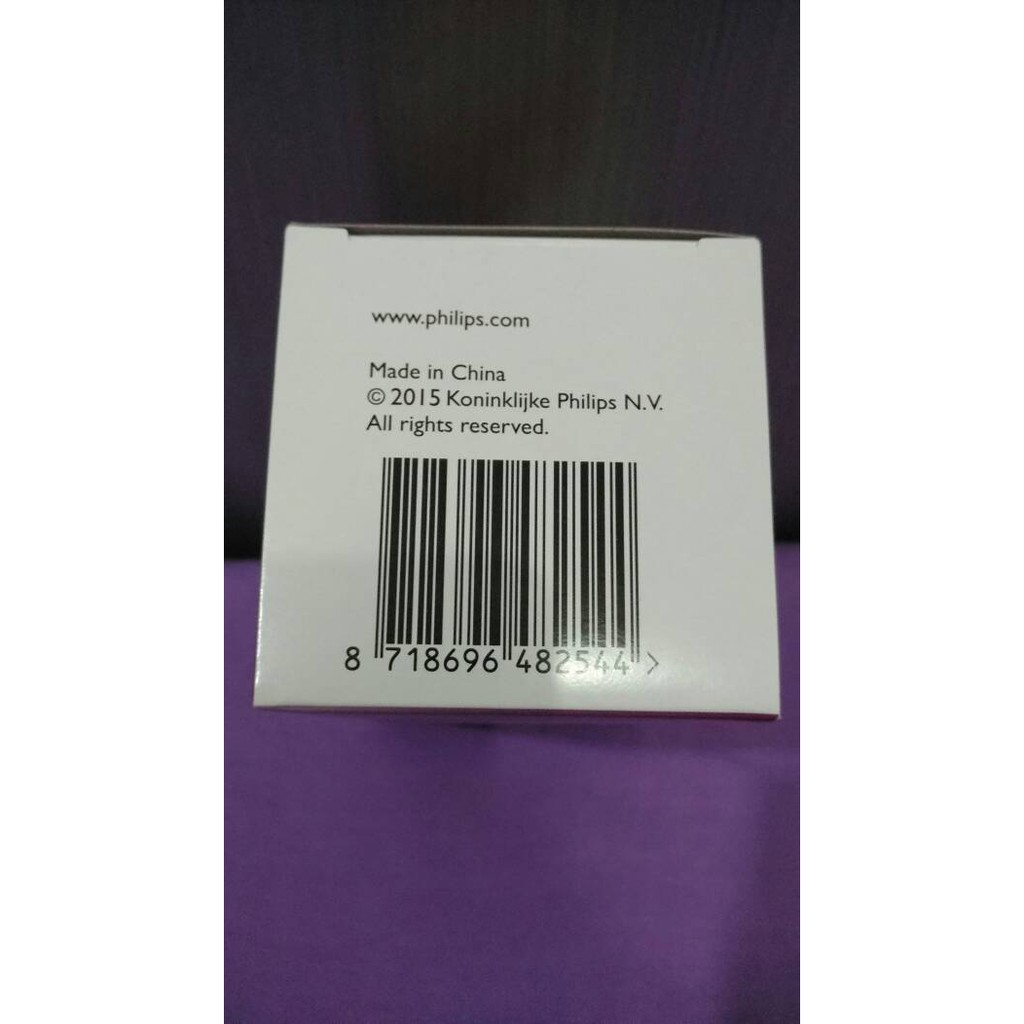 www.philips.com
Made in China
© 2015 Koninklijke Philips N.V.
All rights reserved.
8 718696 482544 >